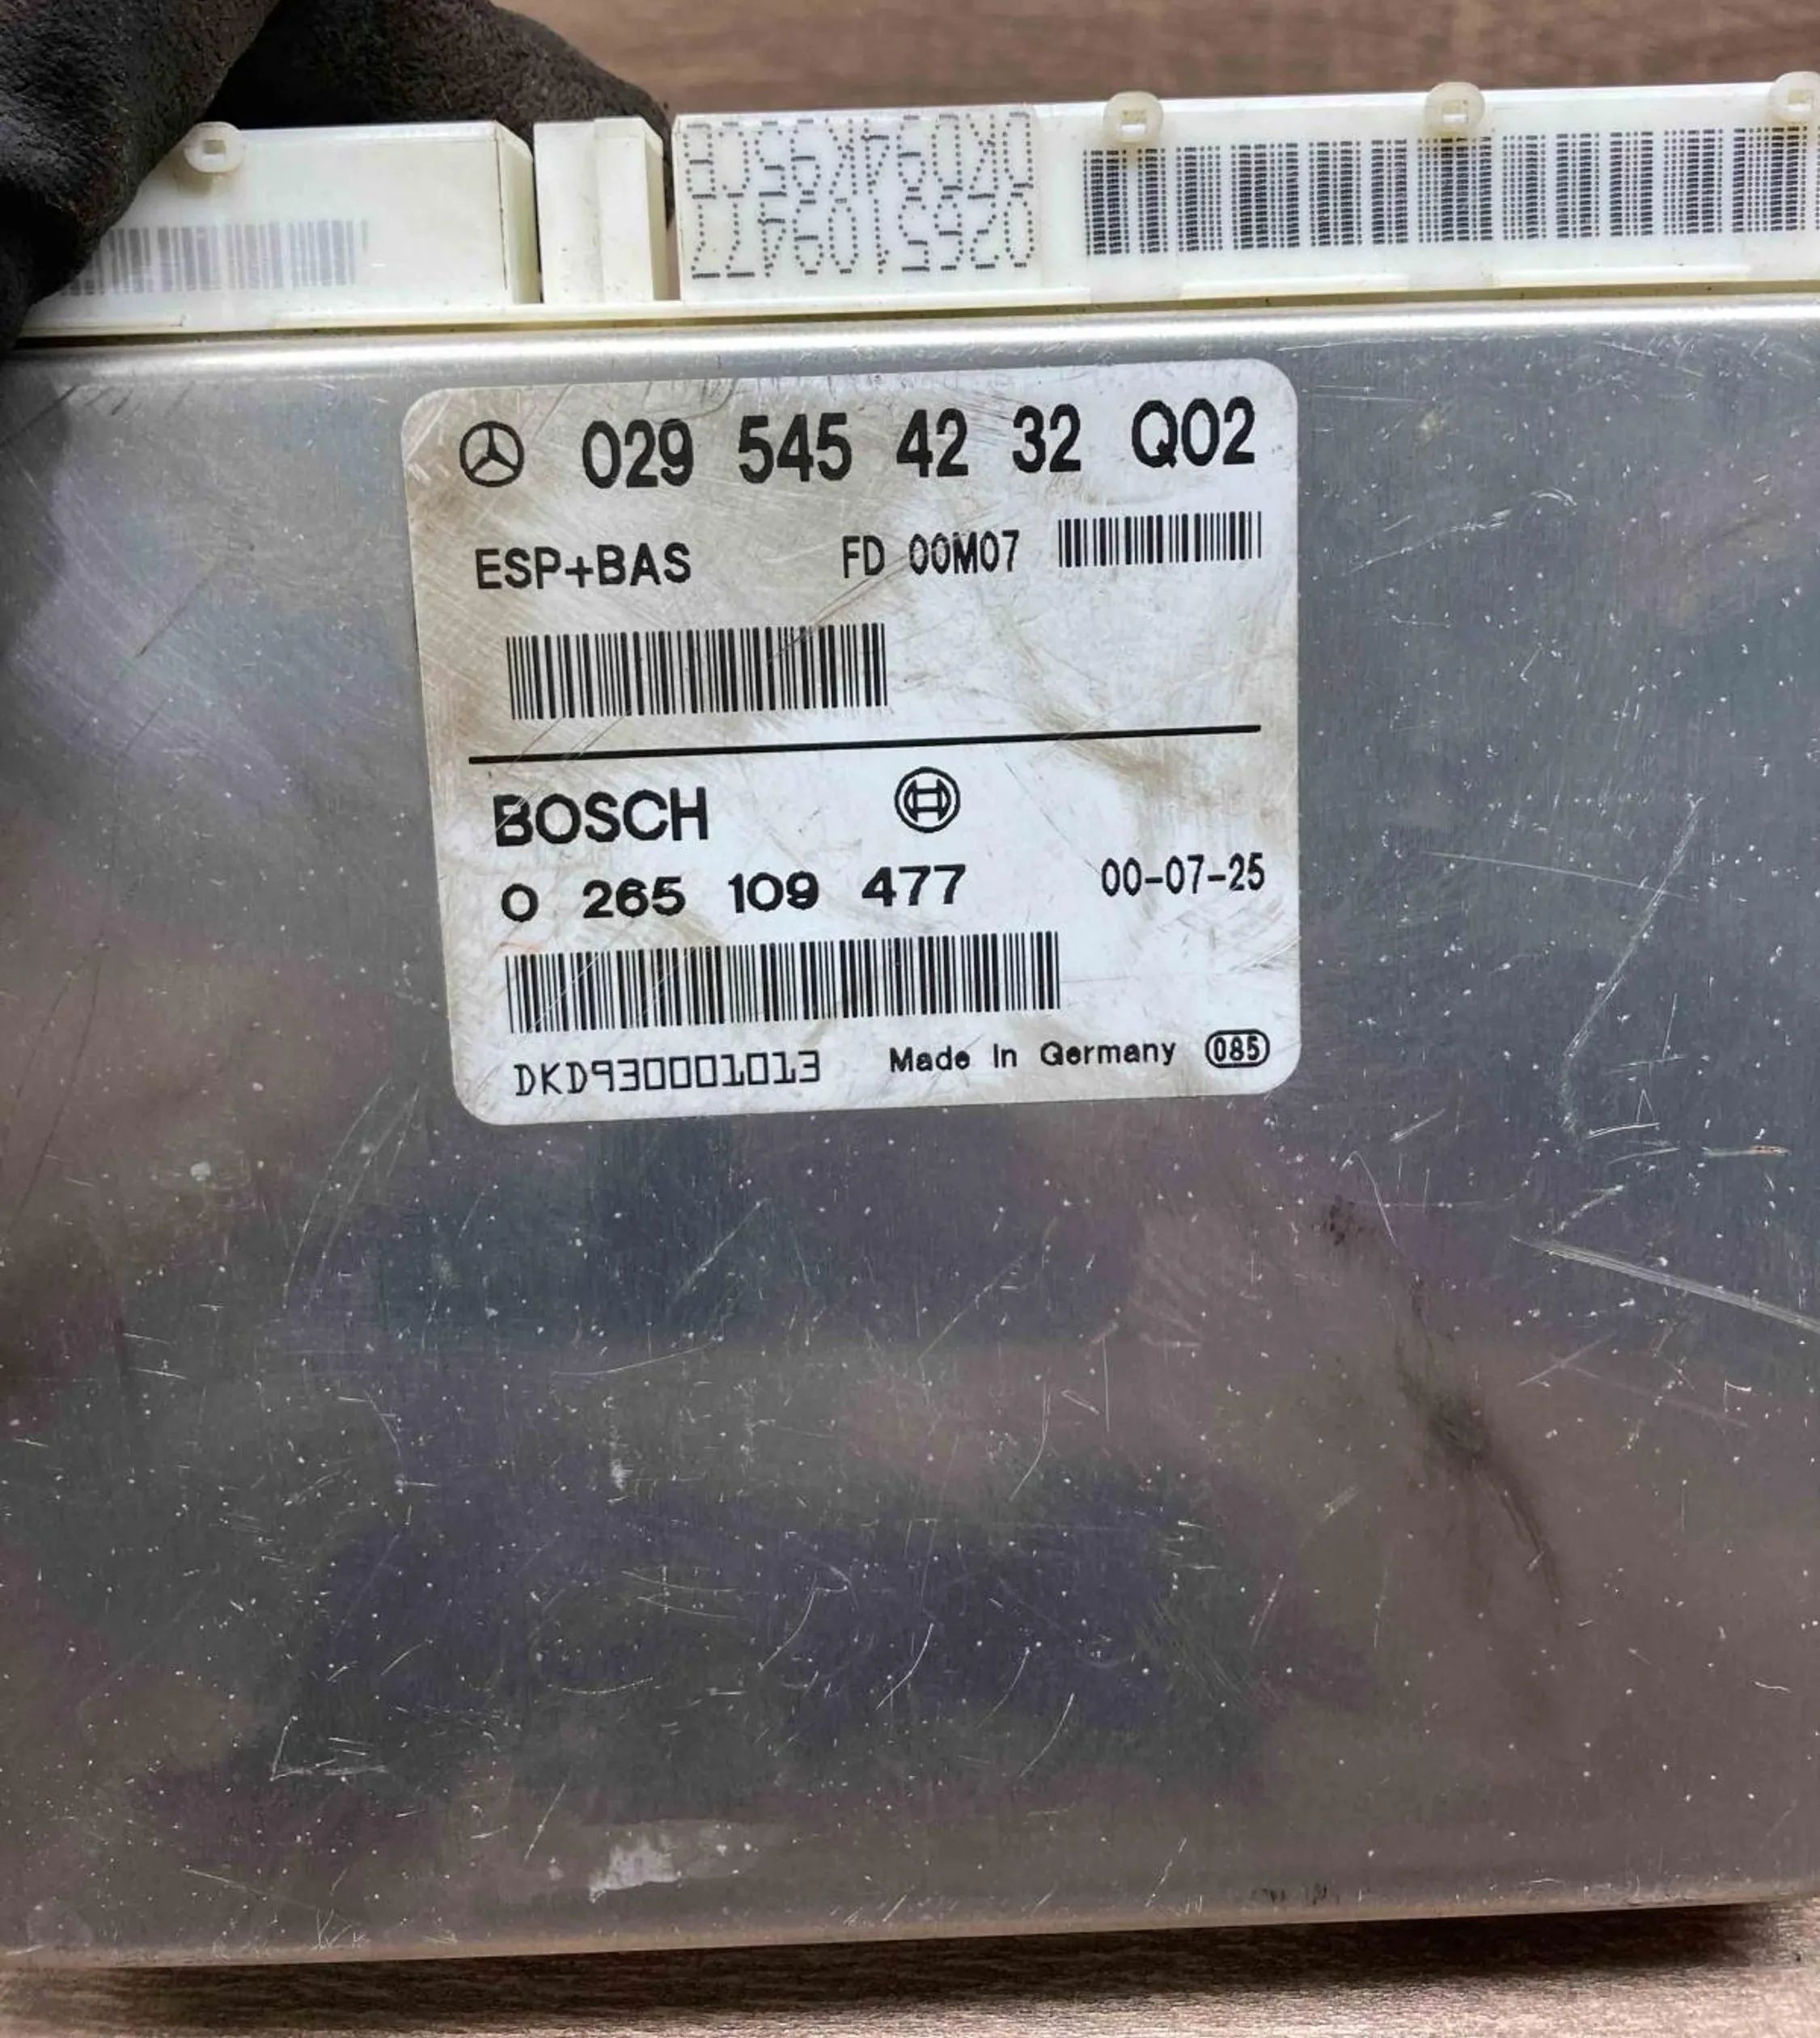 0265109477
029 545 42 32 Q02
ESP+BAS FD 00M07
BOSCH
0 265 109 477 00-07-25
DKD930001013 Made In Germany 085